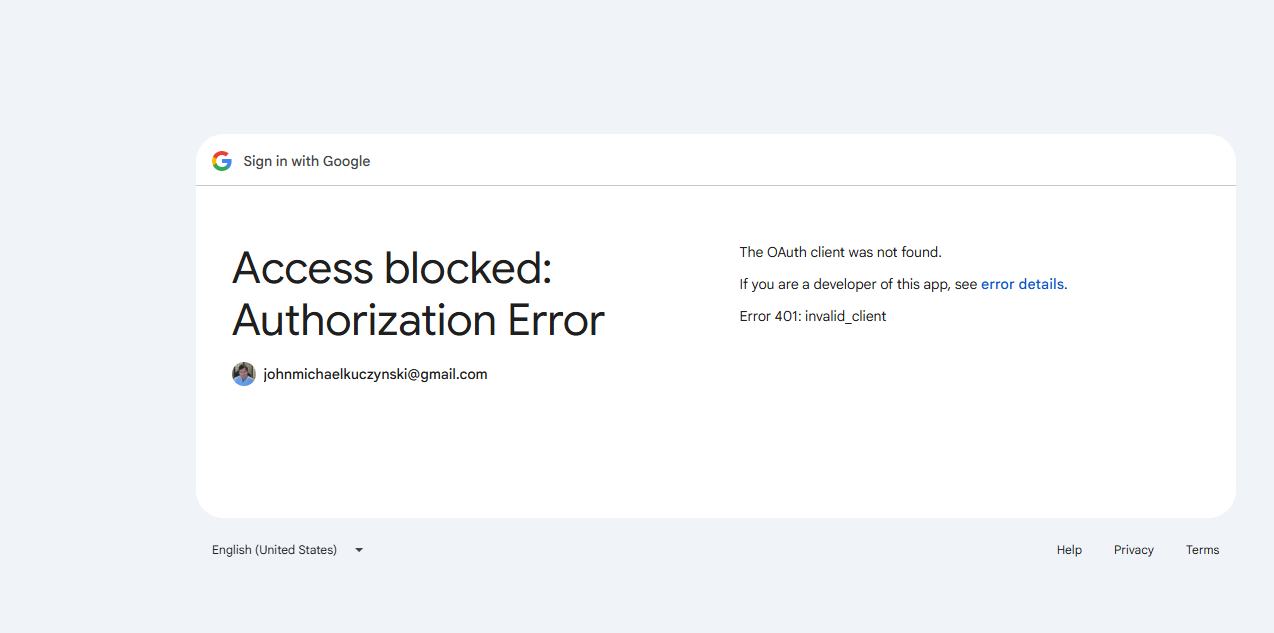 Sign in with Google
Access blocked:
Authorization Error
johnmichaelkuczynski@gmail.com
The OAuth client was not found.
If you are a developer of this app, see error details.
Error 401: invalid_client
English (United States)
Help
Privacy
Terms